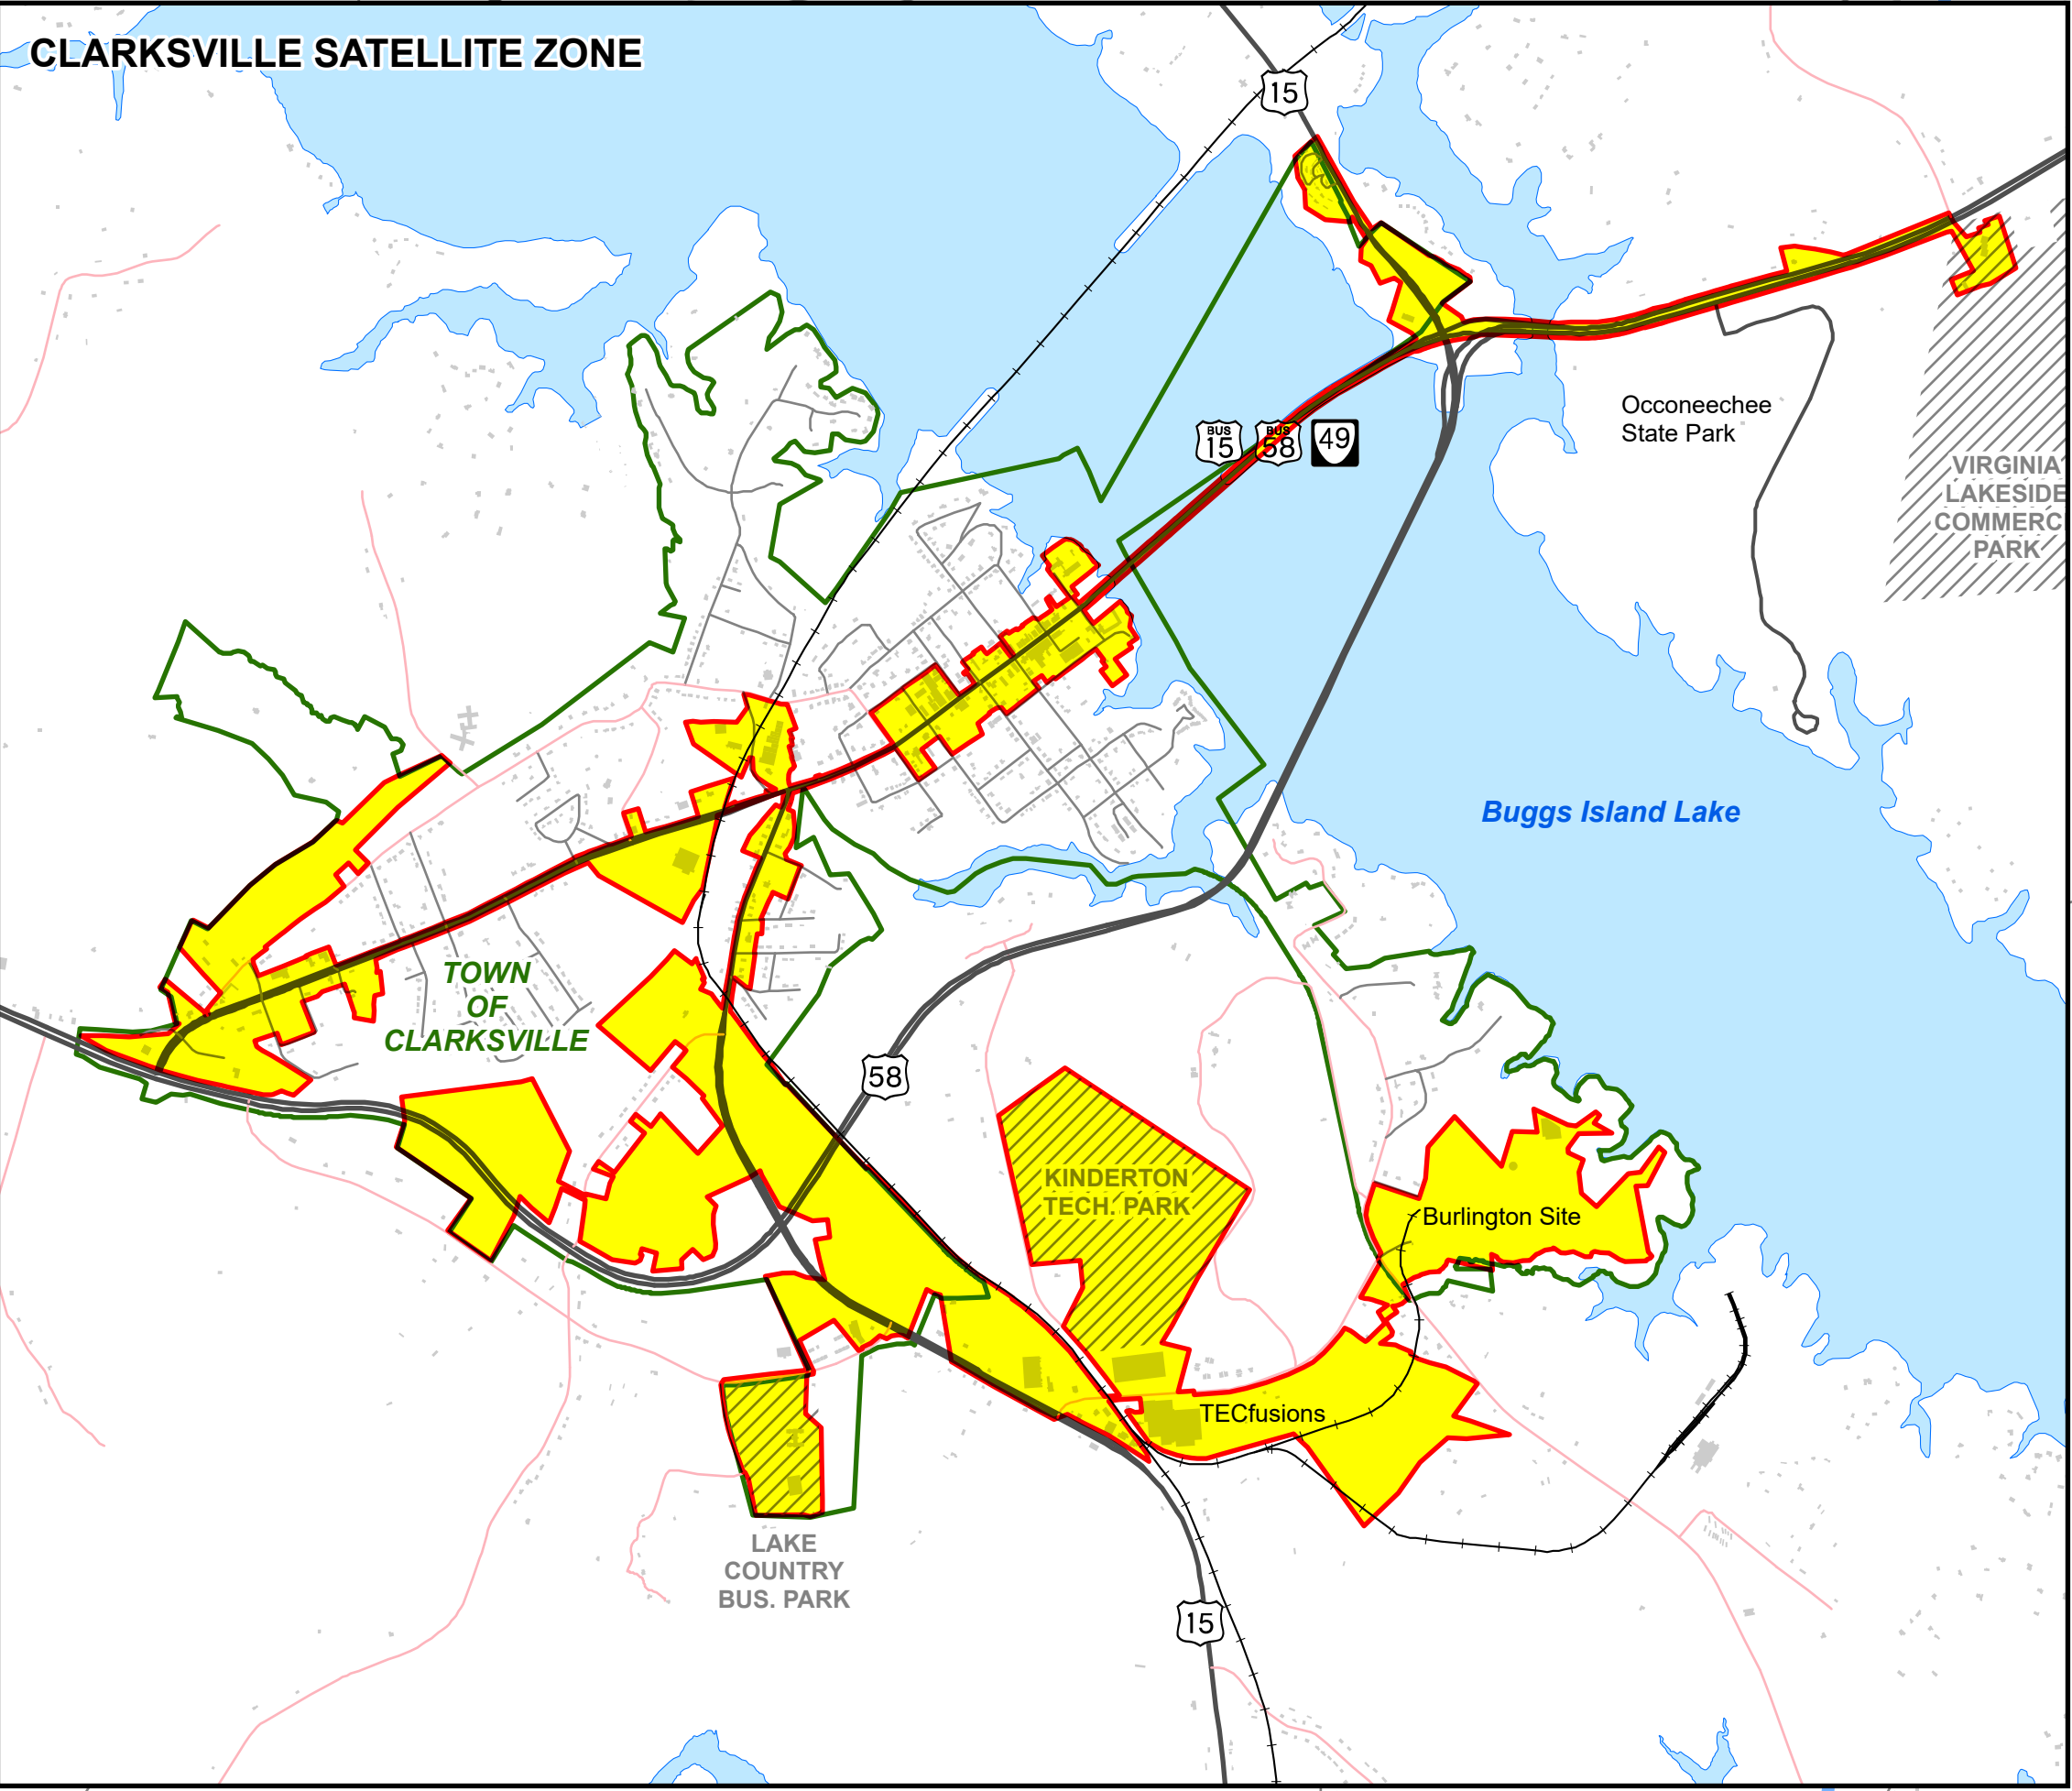 CLARKSVILLE SATELLITE ZONE
15
BUS
15
BUS
58
49
Occoneechee
State Park
VIRGINIA
LAKESIDE
COMMERC
PARK
Buggs Island Lake
TOWN
OF
CLARKSVILLE
58
KINDERTON
TECH. PARK
Burlington Site
TECfusions
LAKE
COUNTRY
BUS. PARK
15